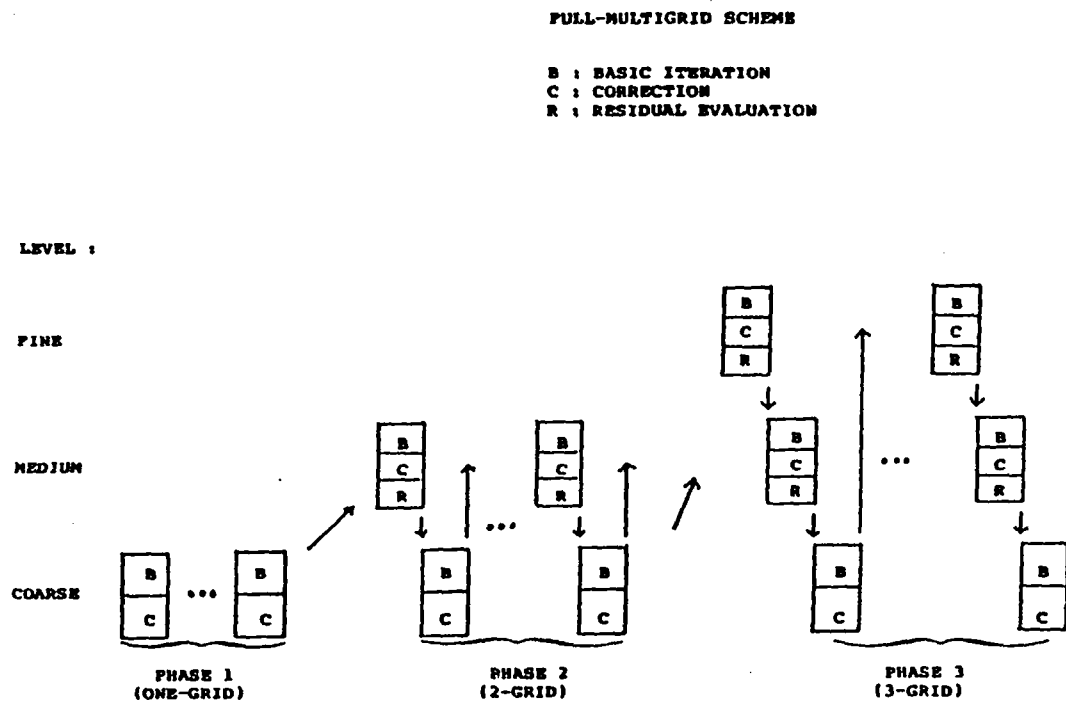 FULL-MULTIGRID SCHEME
B : BASIC ITERATION
C : CORRECTION
R : RESIDUAL EVALUATION
LEVEL :
FINE
B
C
R
B
C
R
MEDIUM
B
C
R
B
C
R
B
C
R
B
C
R
...
...
COARSE
B
C
...
B
C
B
C
B
C
B
C
B
C
PHASE 1
(ONE-GRID)
PHASE 2
(2-GRID)
PHASE 3
(3-GRID)